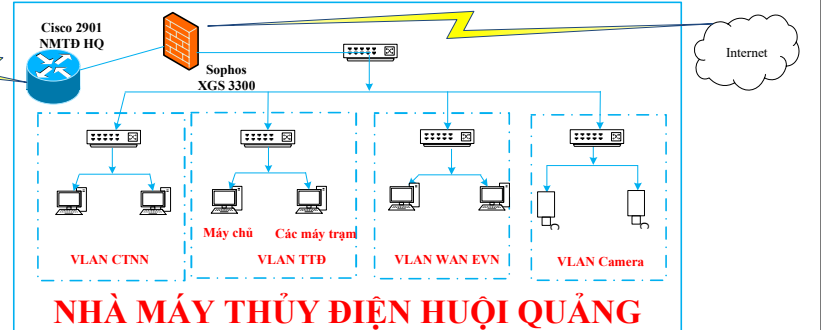 Cisco 2901
NMTĐ HQ
Sophos
XGS 3300
Internet
Máy chủ
Các máy trạm
VLAN CTNN
VLAN TTĐ
VLAN WAN EVN
VLAN Camera
NHÀ MÁY THỦY ĐIỆN HUỘI QUẢNG